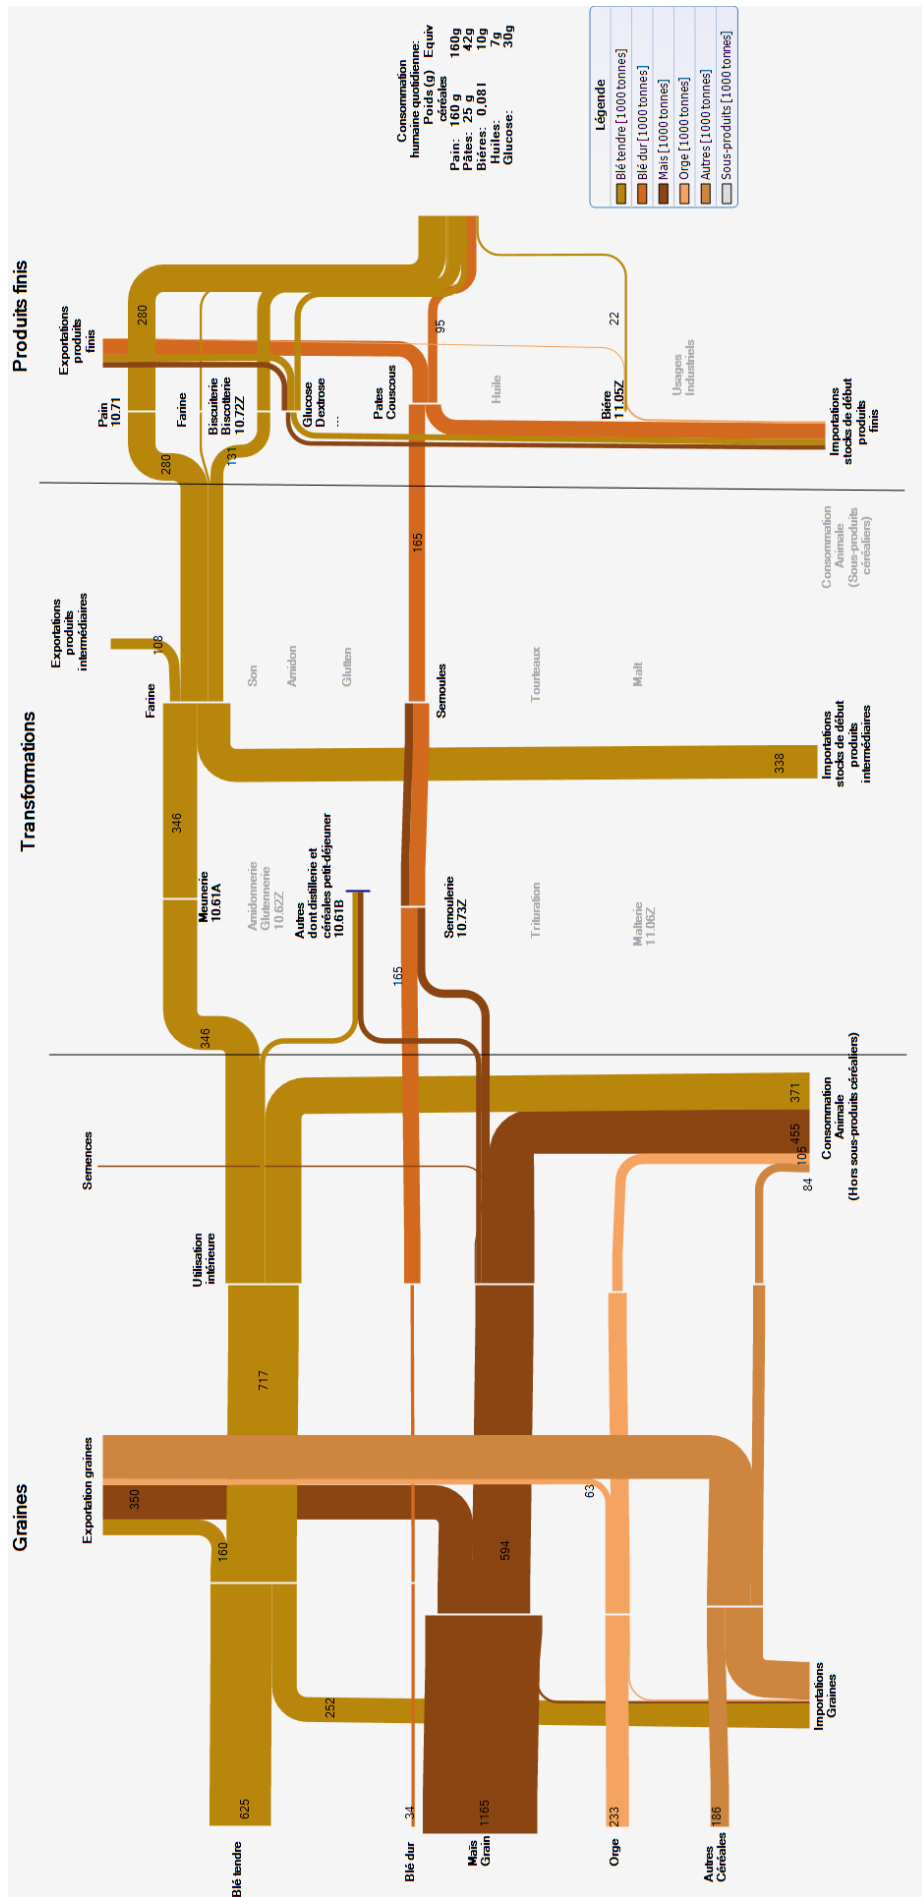 Graines
Transformations
Produits finis
Exportation graines
Semences
Exportations
produits
intermédiaires
Exportations
produits
finis
Blé tendre
Blé dur
Maïs
Grain
Orge
Autres
Céréales
625
34
1165
233
186
252
Importations
Graines
160
350
63
717
594
Utilisation
intérieure
371
455
105
84
Consommation
Animale
(Hors sous-produits céréaliers)
346
165
Meunerie
10.61A
Amidonnerie
Glutennerie
10.62Z
Autres
dont distillerie et
céréales petit-déjeuner
10.61B
Semoulerie
10.73Z
Trituration
Malterie
11.06Z
346
338
Importations
stocks de début
produits
intermédiaires
Farine
Son
Amidon
Glutten
Semoules
Tourteaux
Malt
108
165
Consommation
Animale
(Sous-produits
céréaliers)
280
131
Pain
10.71
Farine
Biscuiterie
Biscotterie
10.72Z
Glucose
Dextrose
...
Pates
Couscous
Huile
Biére
11.05Z
Usages
Industriels
Importations
stocks de début
produits
finis
280
95
22
Consommation
humaine quotidienne:
Poids (g) Equiv
céréales
Pain: 160 g 160g
Pâtes: 25 g 42g
Biéres: 0,08 l 10g
Huiles: 7g
Glucose: 30g
Légende
Blé tendre [1000 tonnes]
Blé dur [1000 tonnes]
Mais [1000 tonnes]
Orge [1000 tonnes]
Autres [1000 tonnes]
Sous-produits [1000 tonnes]